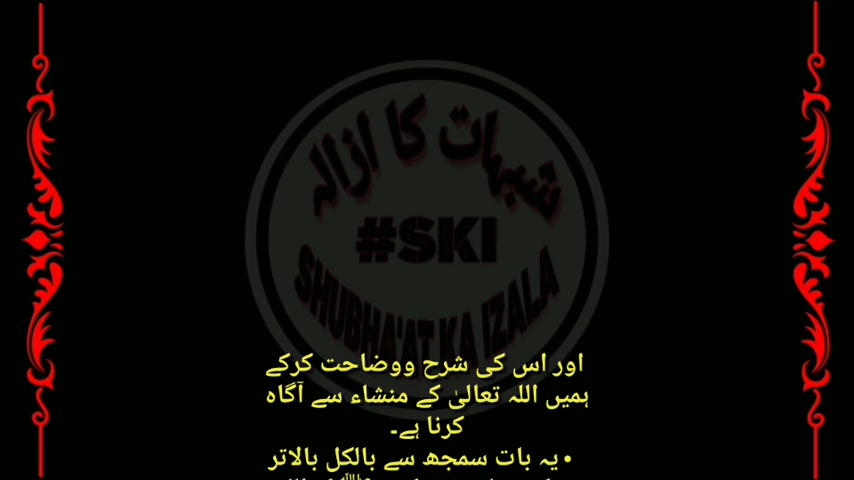 شبہات کا ازالہ
#SKI
SHUBHA'AT KA IZALA
اور اس کی شرح ووضاحت کرکے
ہمیں اللہ تعالیٰ کے منشاء سے آگاہ
کرنا ہے۔
•یہ بات سمجھ سے بالکل بالاتر